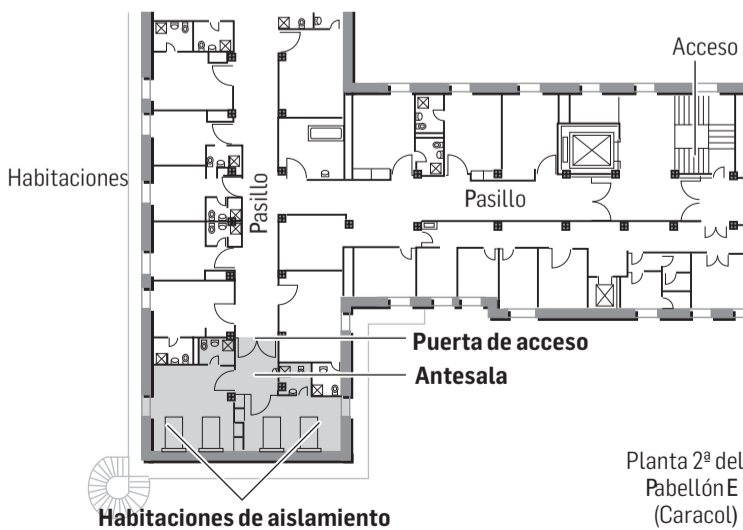 Acceso
Habitaciones
Pasillo
Pasillo
Puerta de acceso
Antesala
Planta 2ª del
Pabellón E
(Caracol)
Habitaciones de aislamiento